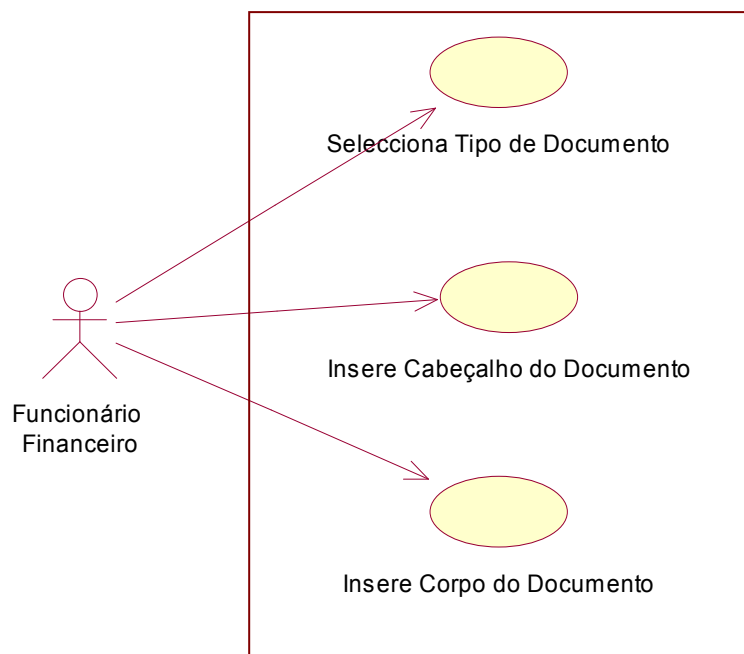 Selecciona Tipo de Documento
Insere Cabeçalho do Documento
Funcionário
Financeiro
Insere Corpo do Documento